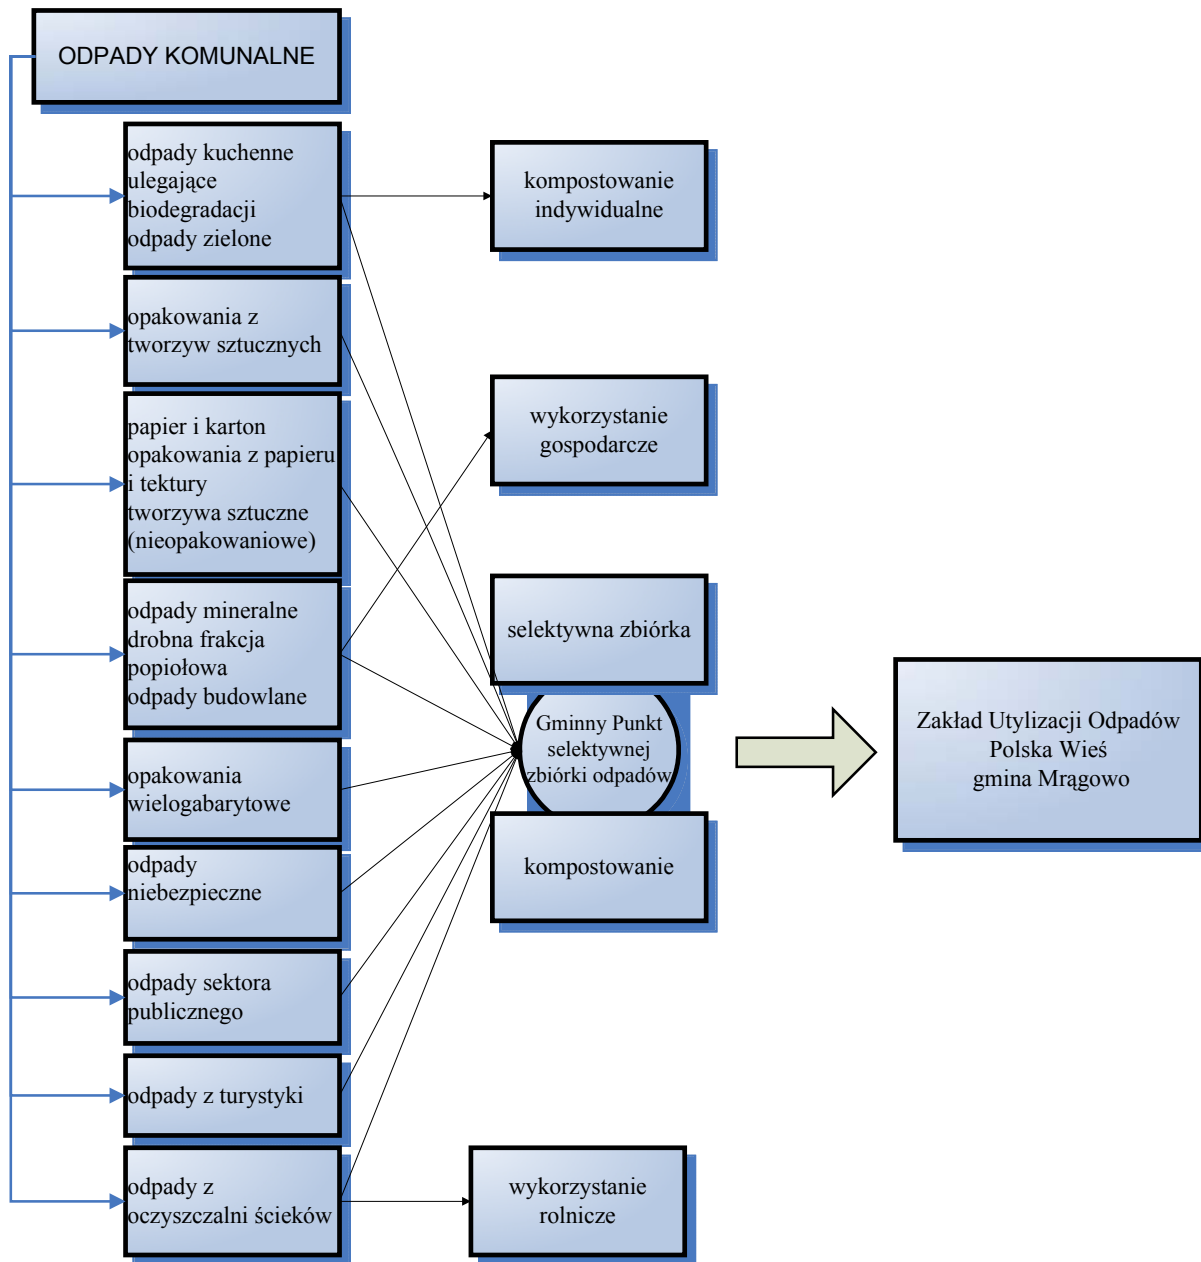 ODPADY KOMUNALNE
odpady kuchenne
ulegające
biodegradacji
odpady zielone
kompostowanie
indywidualne
opakowania z
tworzyw sztucznych
papier i karton
opakowania z papieru
i tektury
tworzywa sztuczne
(nieopakowaniowe)
wykorzystanie
gospodarcze
odpady mineralne
drobna frakcja
popiołowa
odpady budowlane
selektywna zbiórka
Gminny Punkt
selektywnej
zbiórki odpadów
kompostowanie
Zakład Utylizacji Odpadów
Polska Wieś
gmina Mrągowo
opakowania
wielogabarytowe
odpady
niebezpieczne
odpady sektora
publicznego
odpady z turystyki
odpady z
oczyszczalni ścieków
wykorzystanie
rolnicze